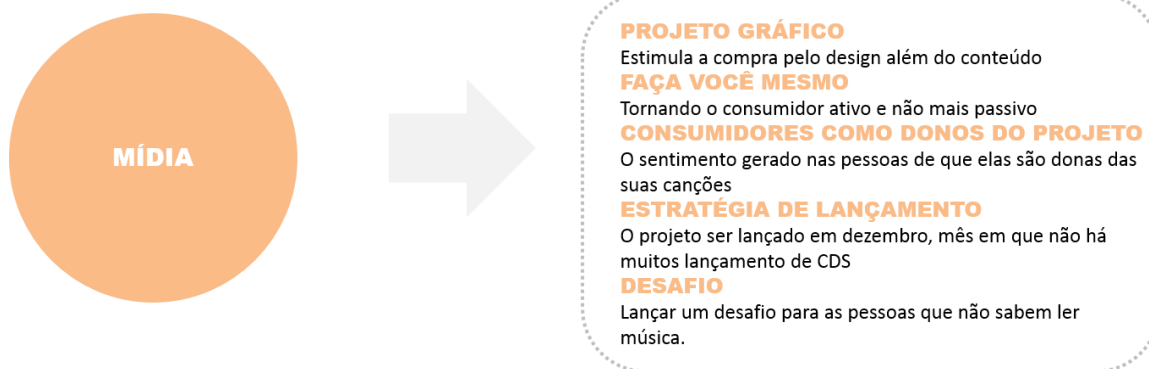 MÍDIA
PROJETO GRÁFICO
Estimula a compra pelo design além do conteúdo
FAÇA VOCÊ MESMO
Tornando o consumidor ativo e não mais passivo
CONSUMIDORES COMO DONOS DO PROJETO
O sentimento gerado nas pessoas de que elas são donas das
suas canções
ESTRATÉGIA DE LANÇAMENTO
O projeto ser lançado em dezembro, mês em que não há
muitos lançamento de CDS
DESAFIO
Lançar um desafio para as pessoas que não sabem ler
música.